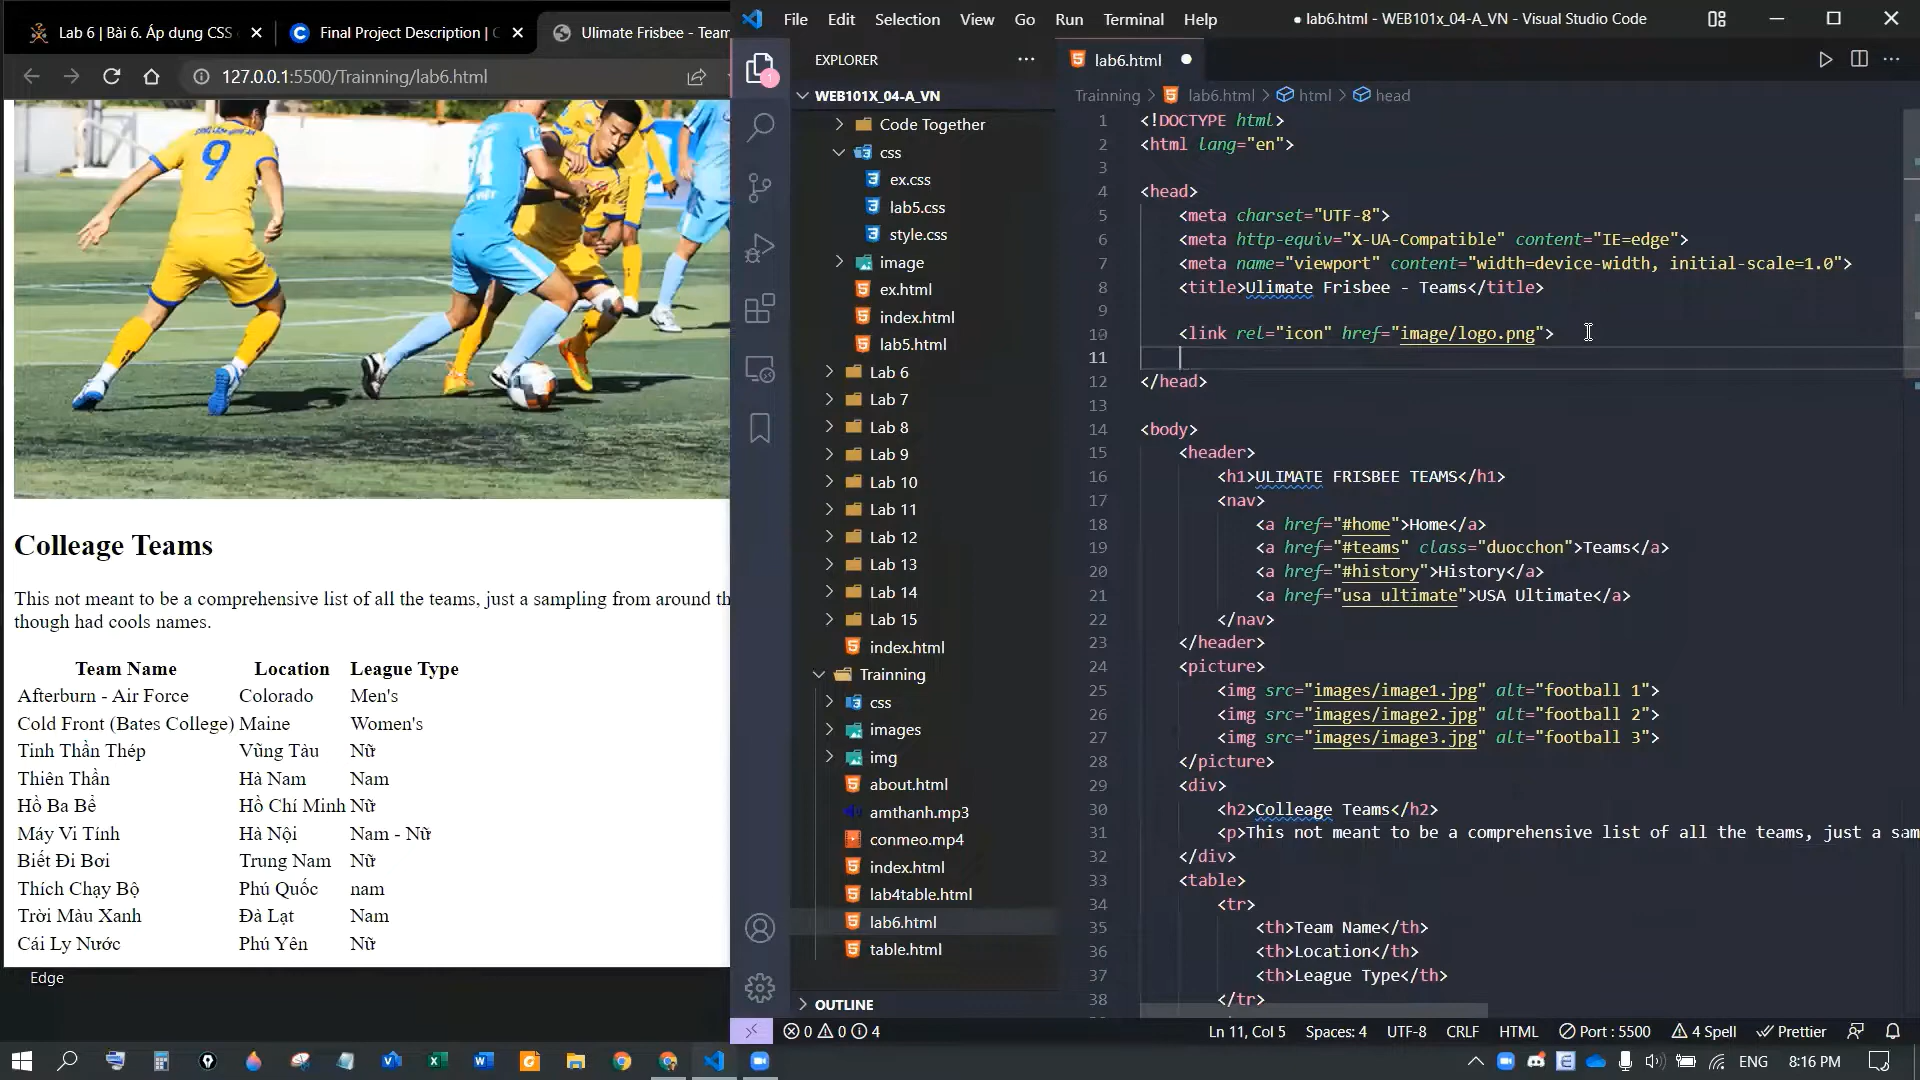 Lab 6 | Bài 6. Áp dụng CSS
Final Project Description | C
Ulimate Frisbee - Team
127.0.0.1:5500/Trainning/lab6.html
9
Colleage Teams
This not meant to be a comprehensive list of all the teams, just a sampling from around th
though had cools names.
Team Name Location League Type
Afterburn - Air Force Colorado Men's
Cold Front (Bates College) Maine Women's
Tinh Thần Thép Vũng Tàu Nữ
Thiên Thần Hà Nam Nam
Hồ Ba Bể Hồ Chí Minh Nữ
Máy Vi Tính Hà Nội Nam - Nữ
Biết Đi Bơi Trung Nam Nữ
Thích Chạy Bộ Phú Quốc nam
Trời Màu Xanh Đà Lạt Nam
Cái Ly Nước Phú Yên Nữ
Edge
File Edit Selection View Go Run Terminal Help
● lab6.html - WEB101x_04-A_VN - Visual Studio Code
EXPLORER
WEB101X_04-A_VN
Code Together
css
ex.css
lab5.css
style.css
image
ex.html
index.html
lab5.html
Lab 6
Lab 7
Lab 8
Lab 9
Lab 10
Lab 11
Lab 12
Lab 13
Lab 14
Lab 15
index.html
Trainning
css
images
img
about.html
amthanh.mp3
conmeo.mp4
index.html
lab4table.html
lab6.html
table.html
OUTLINE
1
lab6.html
Trainning > lab6.html > html > head
1 <!DOCTYPE html>
2 <html lang="en">
3
4 <head>
5 <meta charset="UTF-8">
6 <meta http-equiv="X-UA-Compatible" content="IE=edge">
7 <meta name="viewport" content="width=device-width, initial-scale=1.0">
8 <title>Ulimate Frisbee - Teams</title>
9
10 <link rel="icon" href="image/logo.png">
11
12 </head>
13
14 <body>
15 <header>
16 <h1>ULIMATE FRISBEE TEAMS</h1>
17 <nav>
18 <a href="#home">Home</a>
19 <a href="#teams" class="duocchon">Teams</a>
20 <a href="#history">History</a>
21 <a href="usa ultimate">USA Ultimate</a>
22 </nav>
23 </header>
24 <picture>
25 <img src="images/image1.jpg" alt="football 1">
26 <img src="images/image2.jpg" alt="football 2">
27 <img src="images/image3.jpg" alt="football 3">
28 </picture>
29 <div>
30 <h2>Colleage Teams</h2>
31 <p>This not meant to be a comprehensive list of all the teams, just a sam
32 </div>
33 <table>
34 <tr>
35 <th>Team Name</th>
36 <th>Location</th>
37 <th>League Type</th>
38 </tr>
0 0 4
Ln 11, Col 5 Spaces: 4 UTF-8 CRLF HTML Port : 5500 4 Spell Prettier
ENG 8:16 PM